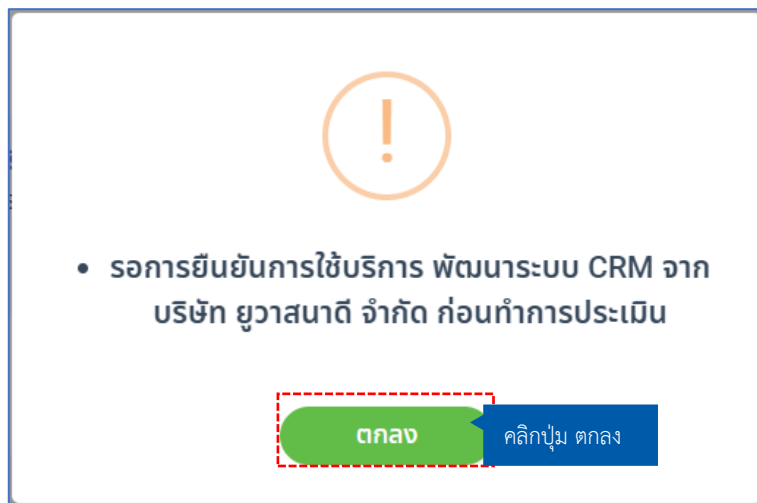 !
• รอการยืนยันการใช้บริการ พัฒนาระบบ CRM จาก
บริษัท ยูวาสนาดี จำกัด ก่อนทำการประเมิน
ตกลง
คลิกปุ่ม ตกลง